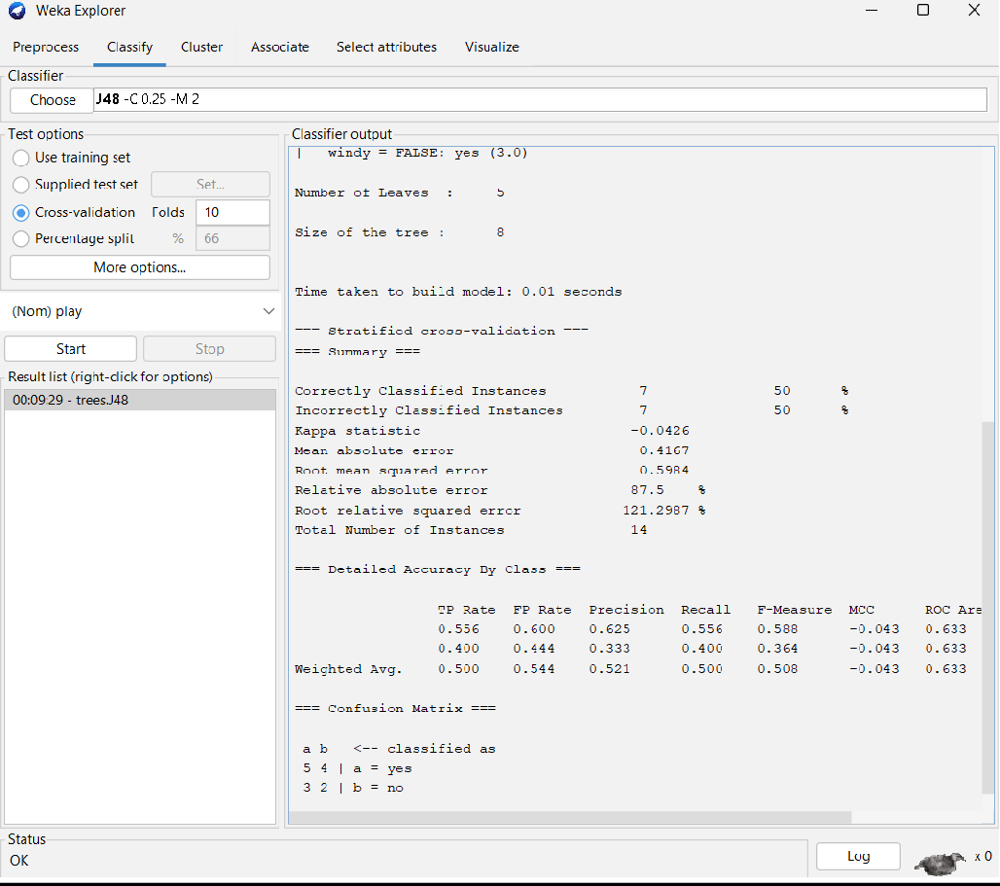 Weka Explorer
Preprocess Classify Cluster Associate Select attributes Visualize
Classifier
Choose J48 -C 0.25 -M 2
Test options
Use training set
Supplied test set Set...
Cross-validation Folds 10
Percentage split % 66
More options...
(Nom) play
Start Stop
Result list (right-click for options)
00:09:29 - trees.J48
Classifier output
| windy = FALSE: yes (3.0)
Number of Leaves : 5
Size of the tree : 8
Time taken to build model: 0.01 seconds
=== Stratified cross-validation ===
=== Summary ===
Correctly Classified Instances 7 50 %
Incorrectly Classified Instances 7 50 %
Kappa statistic -0.0426
Mean absolute error 0.4167
Root mean squared error 0.5984
Relative absolute error 87.5 %
Root relative squared error 121.2987 %
Total Number of Instances 14
=== Detailed Accuracy By Class ===
TP Rate FP Rate Precision Recall F-Measure MCC ROC Are
0.556 0.600 0.625 0.556 0.588 -0.043 0.633
0.400 0.444 0.333 0.400 0.364 -0.043 0.633
Weighted Avg. 0.500 0.544 0.521 0.500 0.508 -0.043 0.633
=== Confusion Matrix ===
a b <-- classified as
5 4 | a = yes
3 2 | b = no
Status
OK
Log
x 0